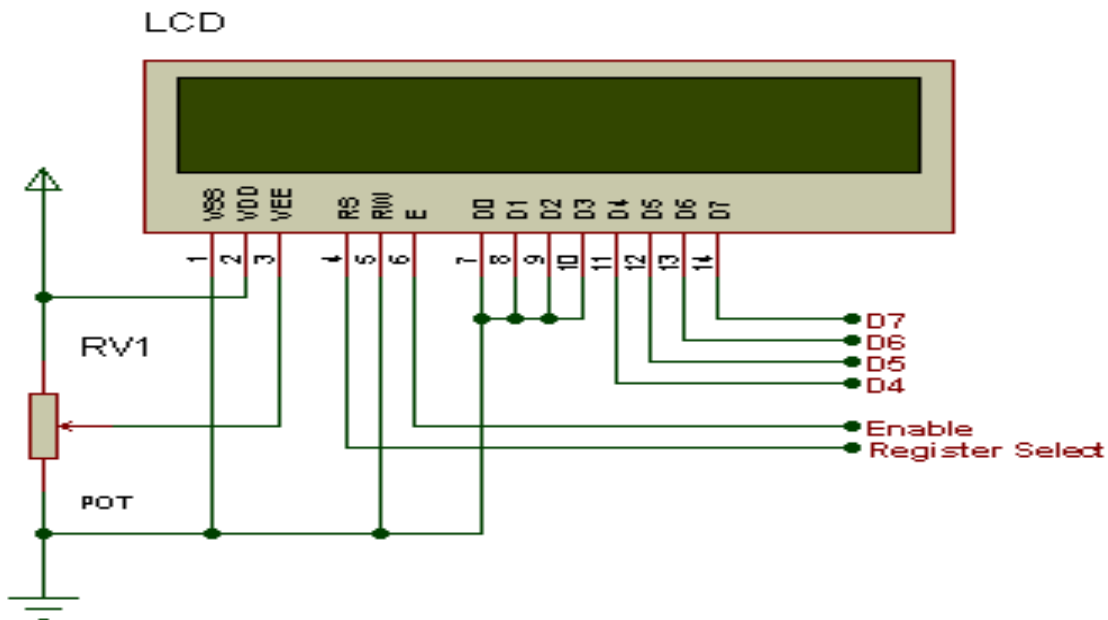 LCD
VSS VDD VEE RS RW E D0 D1 D2 D3 D4 D5 D6 D7
1 2 3 4 5 6 7 8 9 10 11 12 13 14
D7
RV1
D6
D5
D4
Enable
Register Select
POT